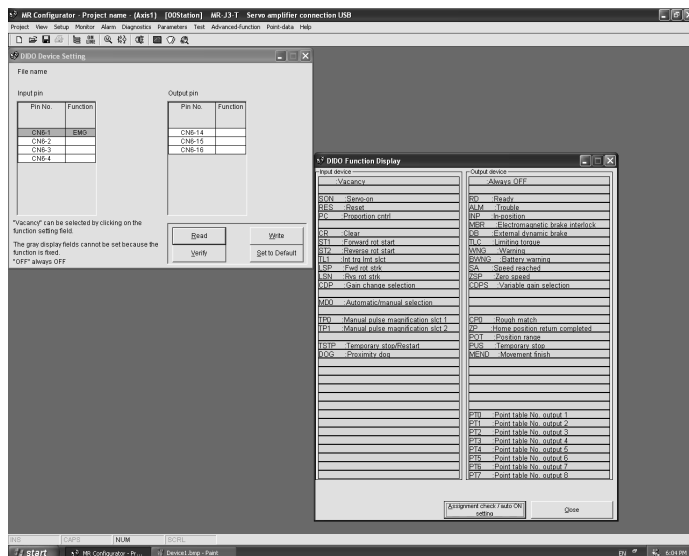 MR Configurator - Project name - (Axis1) [00Station] MR-J3-T Servo amplifier connection USB
Project View Setup Monitor Alarm Diagnostics Parameters Test Advanced-function Point-data Help
DIDO Device Setting
File name
Input pin
Pin No. Function
CN6-1 EMG
CN6-2
CN6-3
CN6-4
Output pin
Pin No. Function
CN6-14
CN6-15
CN6-16
"Vacancy" can be selected by clicking on the
function setting field.
The gray display fields cannot be set because the
function is fixed.
"OFF" always OFF
Read Write
Verify Set to Default
DIDO Function Display
Input device
:Vacancy
SON :Servo-on
RES :Reset
PC :Proportion cntrl
CR :Clear
ST1 :Forward rot start
ST2 :Reverse rot start
TL1 :Int trq lmt slct
LSP :Fwd rot strk
LSN :Rvs rot strk
CDP :Gain change selection
MD0 :Automatic/manual selection
TP0 :Manual pulse magnification slct 1
TP1 :Manual pulse magnification slct 2
TSTP :Temporary stop/Restart
DOG :Proximity dog
Output device
:Always OFF
RD :Ready
ALM :Trouble
INP :In-position
MBR :Electromagnetic brake interlock
DB :External dynamic brake
TLC :Limiting torque
WNG :Warning
BWNG :Battery warning
SA :Speed reached
ZSP :Zero speed
CDPS :Variable gain selection
CP0 :Rough match
ZP :Home position return completed
POT :Position range
PUS :Temporary stop
MEND :Movement finish
PT0 :Point table No. output 1
PT1 :Point table No. output 2
PT2 :Point table No. output 3
PT3 :Point table No. output 4
PT4 :Point table No. output 5
PT5 :Point table No. output 6
PT6 :Point table No. output 7
PT7 :Point table No. output 8
Assignment check / auto ON
setting
Close
INS CAPS NUM SCRL
start MR Configurator - Pr... Device1.bmp - Paint EN 6:04 PM